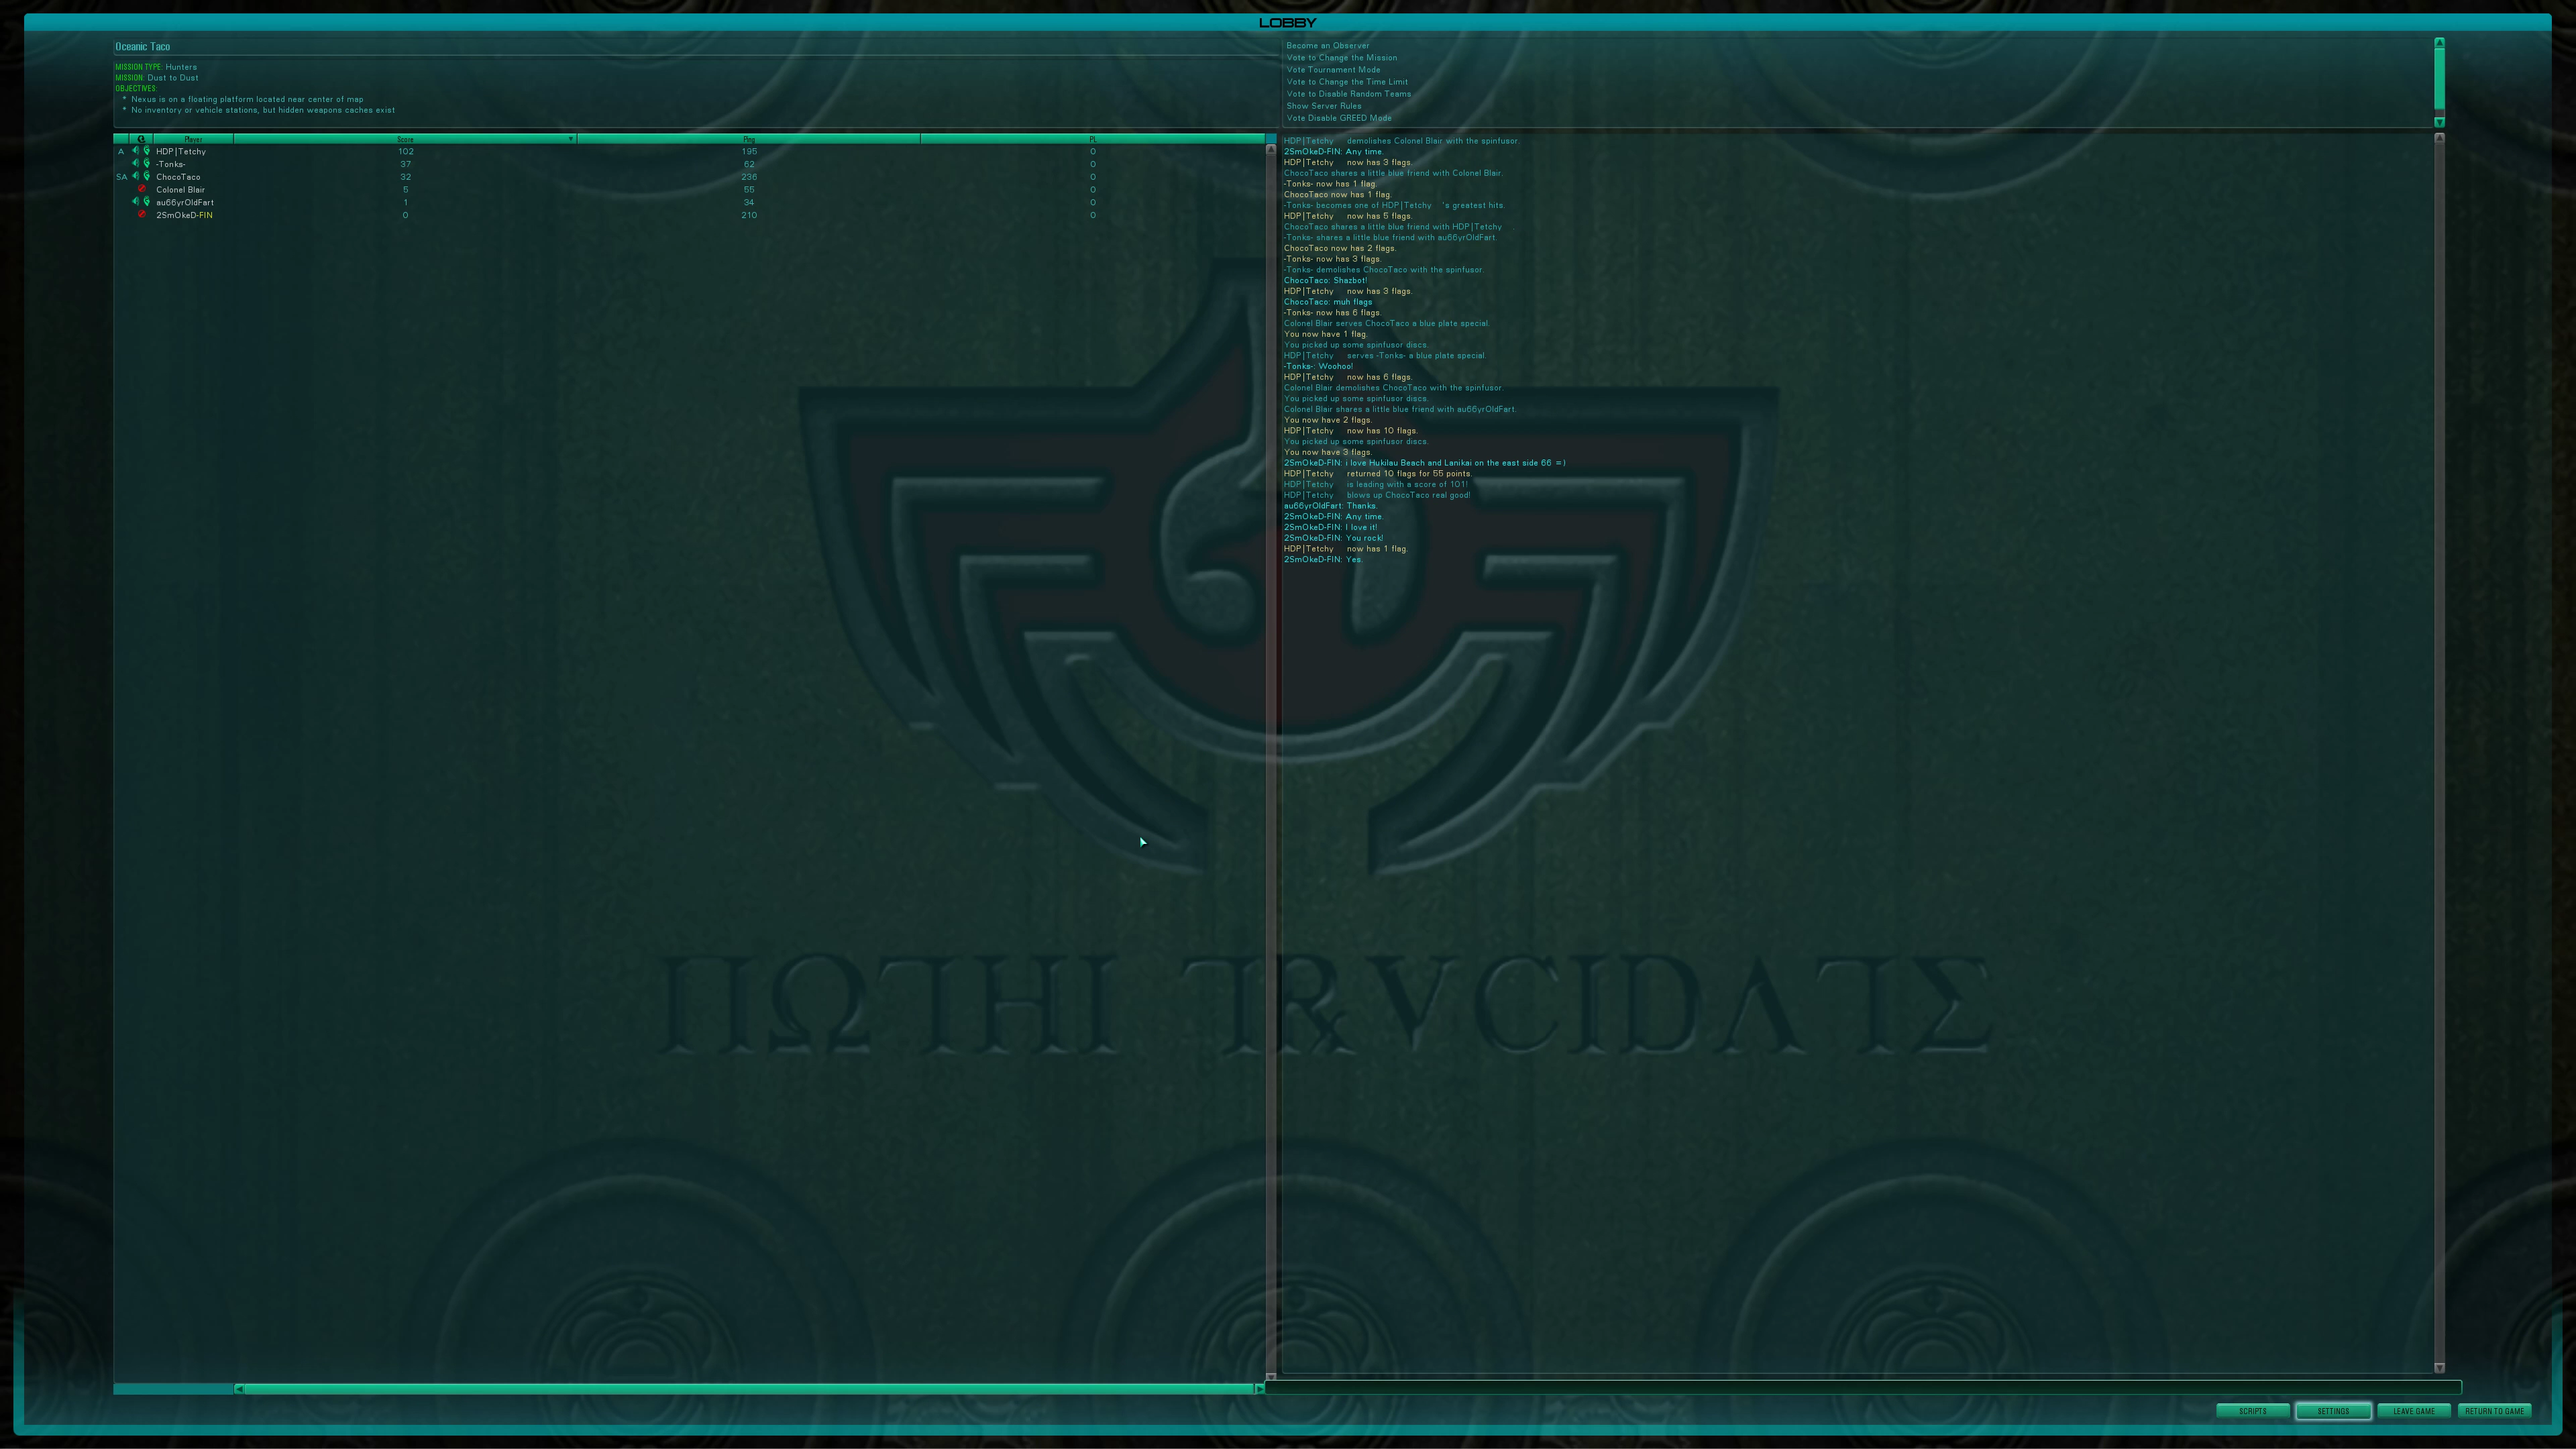 LOBBY
Oceanic Taco
MISSION TYPE: Hunters
MISSION: Dust to Dust
OBJECTIVES:
* Nexus is on a floating platform located near center of map
* No inventory or vehicle stations, but hidden weapons caches exist
Become an Observer
Vote to Change the Mission
Vote Tournament Mode
Vote to Change the Time Limit
Vote to Disable Random Teams
Show Server Rules
Vote Disable GREED Mode
Player Score Ping PL
A HDP|Tetchy 102 195 0
-Tonks- 37 62 0
SA ChocoTaco 32 236 0
Colonel Blair 5 55 0
au66yrOldFart 1 34 0
2SmOkeD-FIN 0 210 0
HDP|Tetchy demolishes Colonel Blair with the spinfusor.
2SmOkeD-FIN: Any time.
HDP|Tetchy now has 3 flags.
ChocoTaco shares a little blue friend with Colonel Blair.
-Tonks- now has 1 flag.
ChocoTaco now has 1 flag.
-Tonks- becomes one of HDP|Tetchy 's greatest hits.
HDP|Tetchy now has 5 flags.
ChocoTaco shares a little blue friend with HDP|Tetchy .
-Tonks- shares a little blue friend with au66yrOldFart.
ChocoTaco now has 2 flags.
-Tonks- now has 3 flags.
-Tonks- demolishes ChocoTaco with the spinfusor.
ChocoTaco: Shazbot!
HDP|Tetchy now has 3 flags.
ChocoTaco: muh flags
-Tonks- now has 6 flags.
Colonel Blair serves ChocoTaco a blue plate special.
You now have 1 flag.
You picked up some spinfusor discs.
HDP|Tetchy serves -Tonks- a blue plate special.
-Tonks-: Woohoo!
HDP|Tetchy now has 6 flags.
Colonel Blair demolishes ChocoTaco with the spinfusor.
You picked up some spinfusor discs.
Colonel Blair shares a little blue friend with au66yrOldFart.
You now have 2 flags.
HDP|Tetchy now has 10 flags.
You picked up some spinfusor discs.
You now have 3 flags.
2SmOkeD-FIN: i love Hukilau Beach and Lanikai on the east side 66 =)
HDP|Tetchy returned 10 flags for 55 points.
HDP|Tetchy is leading with a score of 101!
HDP|Tetchy blows up ChocoTaco real good!
au66yrOldFart: Thanks.
2SmOkeD-FIN: Any time.
2SmOkeD-FIN: I love it!
2SmOkeD-FIN: You rock!
HDP|Tetchy now has 1 flag.
2SmOkeD-FIN: Yes.
ΠΩTHI TRVCIDΛTΣ
SCRIPTS SETTINGS LEAVE GAME RETURN TO GAME